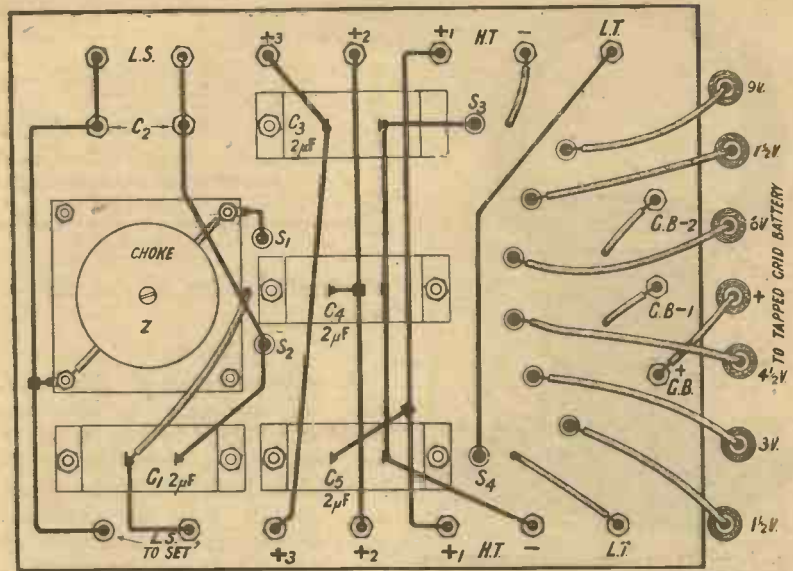 L.S. +3 +2 +1 H.T - L.T.
9V.
C2 C3 2µF S3
1½V.
S1 G.B-2 6V
CHOKE
Z
C4 2µF G.B-1 +
S2
+ G.B. 4½V.
TO TAPPED GRID BATTERY
3V.
C1 2µF C5 2µF S4
L.S. TO SET +3 +2 +1 H.T. - L.T. 1½V.